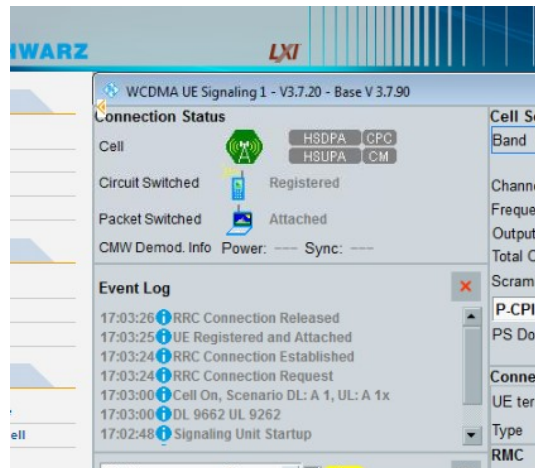 WARZ
LXI
WCDMA UE Signaling 1 - V3.7.20 - Base V 3.7.90
Connection Status
Cell
HSDPA CPC
HSUPA CM
Circuit Switched Registered
Packet Switched Attached
CMW Demod. Info Power: --- Sync: ---
Event Log
17:03:26 RRC Connection Released
17:03:25 UE Registered and Attached
17:03:24 RRC Connection Established
17:03:24 RRC Connection Request
17:03:00 Cell On, Scenario DL: A 1, UL: A 1x
17:03:00 DL 9662 UL 9262
17:02:48 Signaling Unit Startup
ell
Cell S
Band
Channe
Freque
Output
Total C
Scram
P-CPI
PS Do
Conne
UE ter
Type
RMC